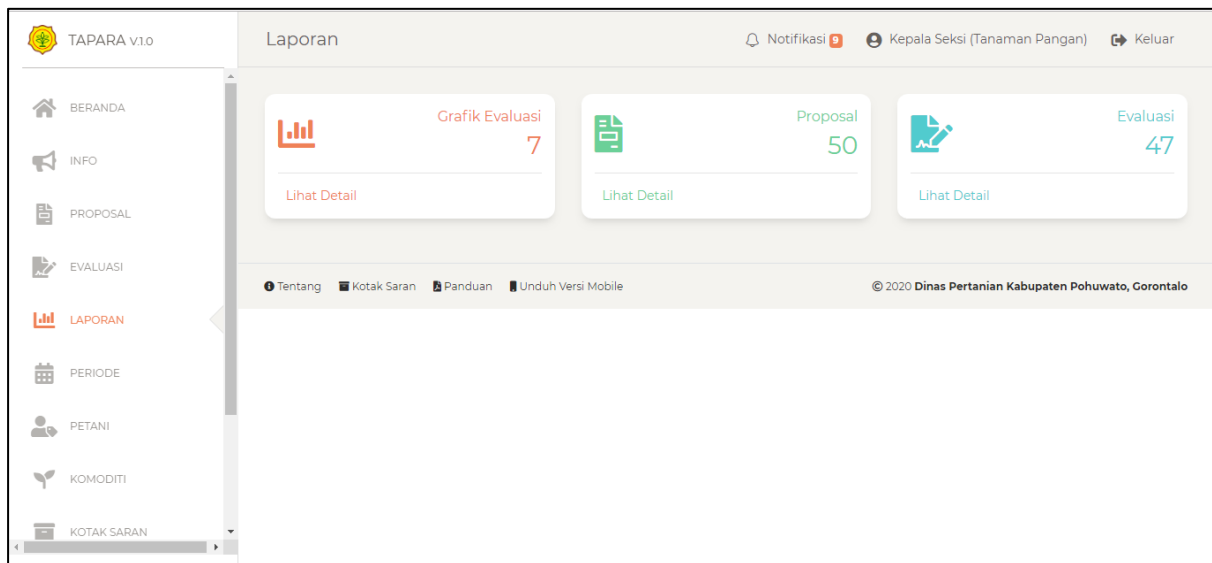 TAPARA V.1.0
BERANDA
INFO
PROPOSAL
EVALUASI
LAPORAN
PERIODE
PETANI
KOMODITI
KOTAK SARAN
Laporan
Notifikasi 9 Kepala Seksi (Tanaman Pangan) Keluar
Grafik Evaluasi
7
Lihat Detail
Proposal
50
Lihat Detail
Evaluasi
47
Lihat Detail
Tentang Kotak Saran Panduan Unduh Versi Mobile
© 2020 Dinas Pertanian Kabupaten Pohuwato, Gorontalo